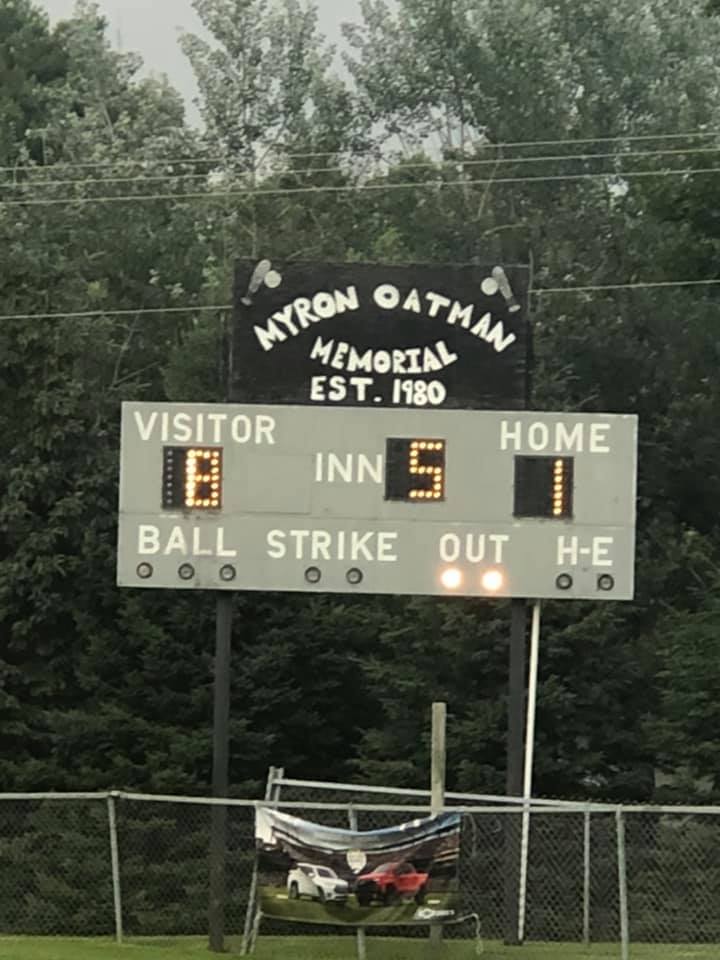 MYRON OATMAN
MEMORIAL
EST. 1980
VISITOR
HOME
8
INN 5
1
BALL STRIKE OUT H-E